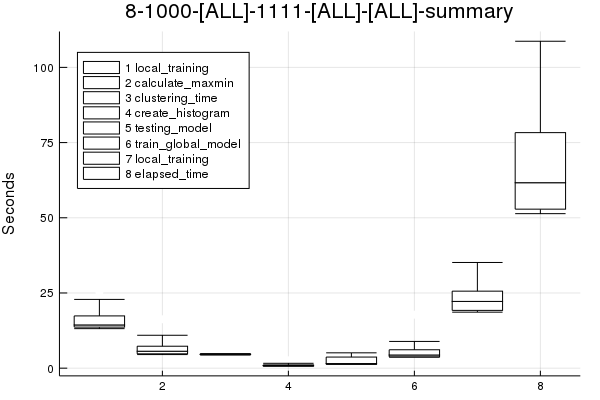 8-1000-[ALL]-1111-[ALL]-[ALL]-summary
100
75
50
25
0
Seconds
1 local_training
2 calculate_maxmin
3 clustering_time
4 create_histogram
5 testing_model
6 train_global_model
7 local_training
8 elapsed_time
2 4 6 8